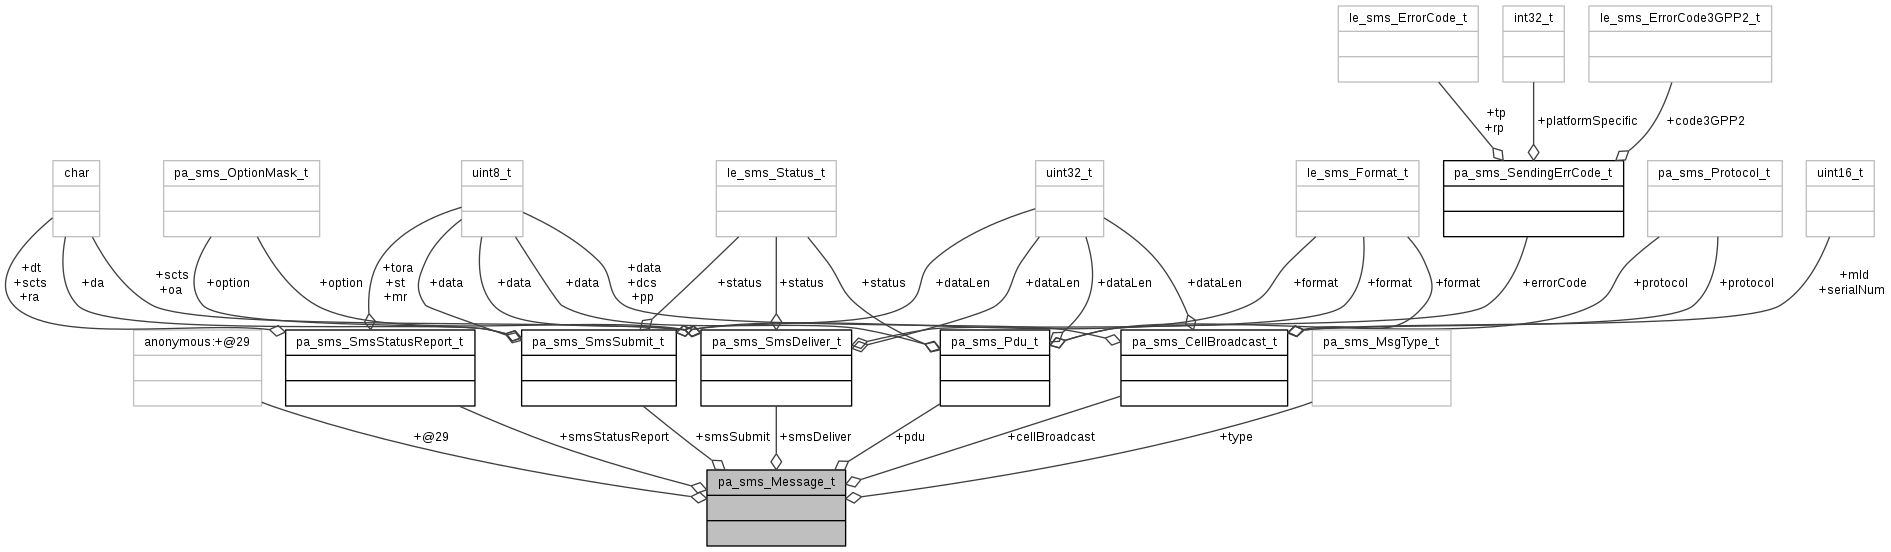 le_sms_ErrorCode_t
int32_t
le_sms_ErrorCode3GPP2_t
+tp
+rp
+platformSpecific
+code3GPP2
char
pa_sms_OptionMask_t
uint8_t
le_sms_Status_t
uint32_t
le_sms_Format_t
pa_sms_SendingErrCode_t
pa_sms_Protocol_t
uint16_t
+dt
+scts
+ra
+da
+scts
+oa
+option
+option
+tora
+st
+mr
+data
+data
+data
+data
+dcs
+pp
+status
+status
+status
+dataLen
+dataLen
+dataLen
+dataLen
+format
+format
+format
+errorCode
+protocol
+protocol
+mId
+serialNum
anonymous:+@29
pa_sms_SmsStatusReport_t
pa_sms_SmsSubmit_t
pa_sms_SmsDeliver_t
pa_sms_Pdu_t
pa_sms_CellBroadcast_t
pa_sms_MsgType_t
+@29
+smsStatusReport
+smsSubmit
+smsDeliver
+pdu
+cellBroadcast
+type
pa_sms_Message_t